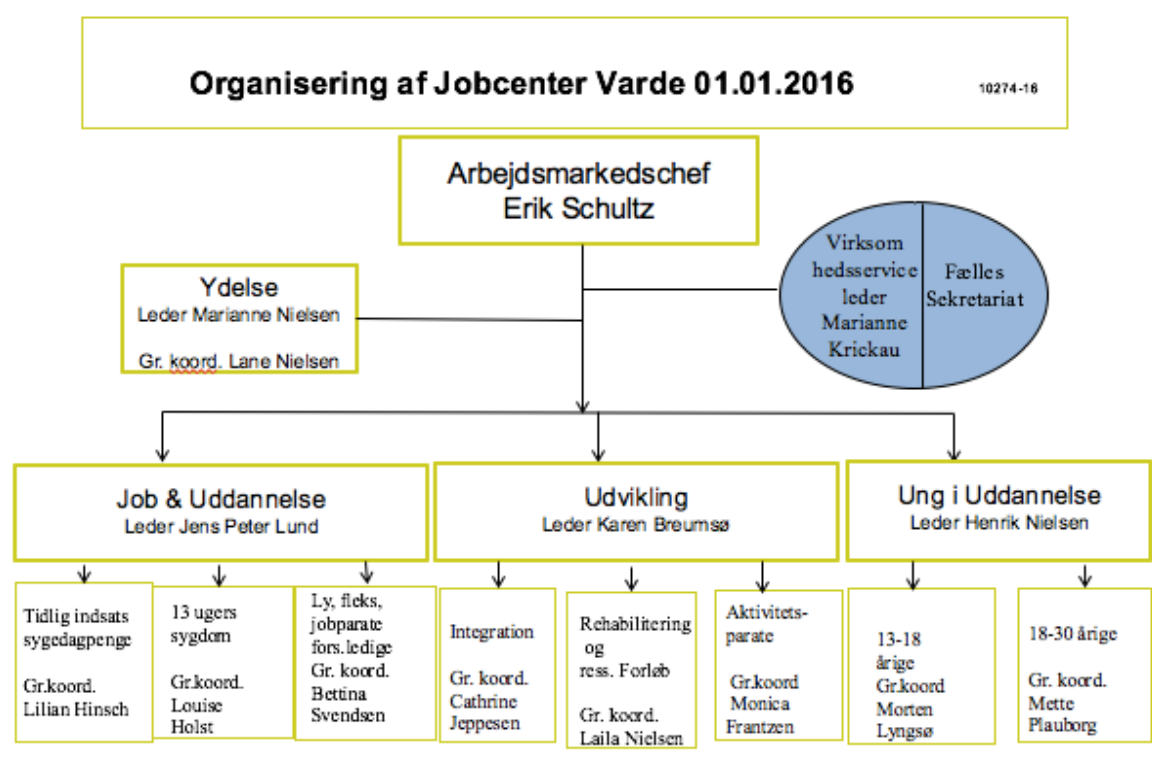 Organisering af Jobcenter Varde 01.01.2016
10274-16
Arbejdsmarkedschef
Erik Schultz
Virksom
hedsservice
leder
Marianne
Krickau
Fælles
Sekretariat
Ydelse
Leder Marianne Nielsen
Gr. koord. Lane Nielsen
Job & Uddannelse
Leder Jens Peter Lund
Udvikling
Leder Karen Breumsø
Ung i Uddannelse
Leder Henrik Nielsen
Tidlig indsats
sygedagpenge
Gr.koord.
Lilian Hinsch
13 ugers
sygdom
Gr.koord.
Louise
Holst
Ly, fleks,
jobparate
fors.ledige
Gr. koord.
Bettina
Svendsen
Integration
Gr. koord.
Cathrine
Jeppesen
Rehabilitering
og
ress. Forløb
Gr. koord.
Laila Nielsen
Aktivitets-
parate
Gr.koord
Monica
Frantzen
13-18
årige
Gr.koord
Morten
Lyngsø
18-30 årige
Gr. koord.
Mette
Plauborg